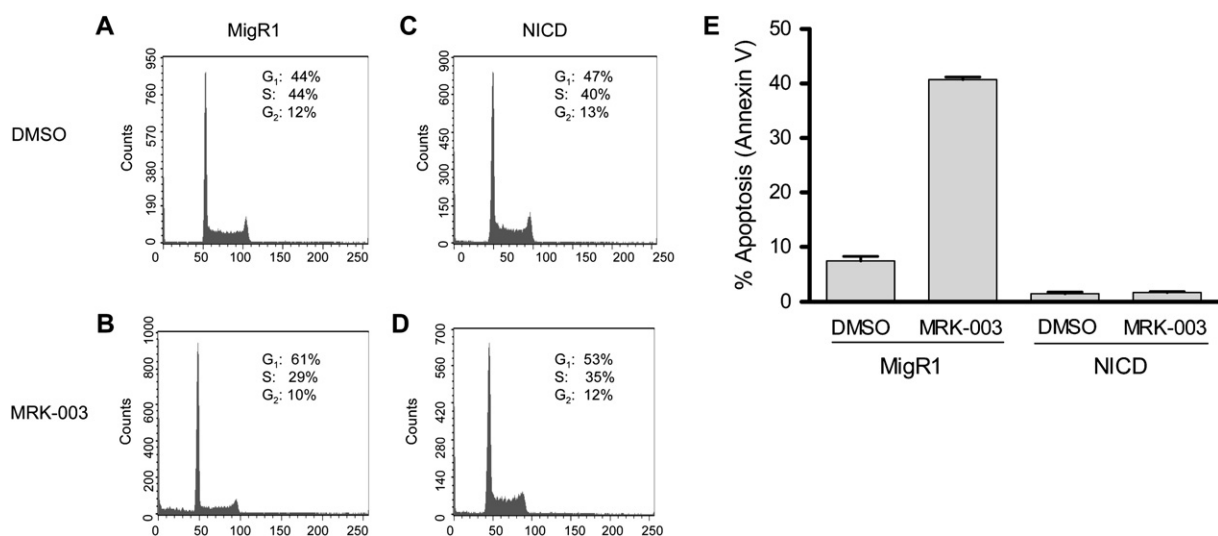 A
MigR1
DMSO
Counts
950
760
570
380
190
0
G1: 44%
S: 44%
G2: 12%
0 50 100 150 200 250
C
NICD
Counts
900
750
600
450
300
150
0
G1: 47%
S: 40%
G2: 13%
0 50 100 150 200 250
B
MRK-003
Counts
1000
800
600
400
200
0
G1: 61%
S: 29%
G2: 10%
0 50 100 150 200 250
D
Counts
700
560
420
280
140
0
G1: 53%
S: 35%
G2: 12%
0 50 100 150 200 250
E
% Apoptosis (Annexin V)
50
40
30
20
10
0
DMSO MRK-003 DMSO MRK-003
MigR1 NICD